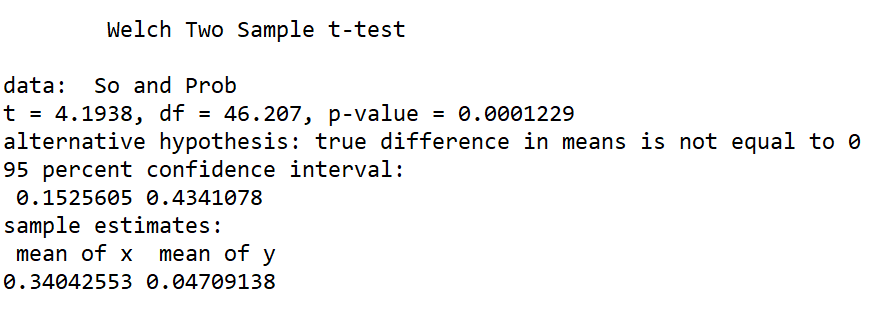 Welch Two Sample t-test
data:  So and Prob
t = 4.1938, df = 46.207, p-value = 0.0001229
alternative hypothesis: true difference in means is not equal to 0
95 percent confidence interval:
 0.1525605 0.4341078
sample estimates:
 mean of x  mean of y
0.34042553 0.04709138